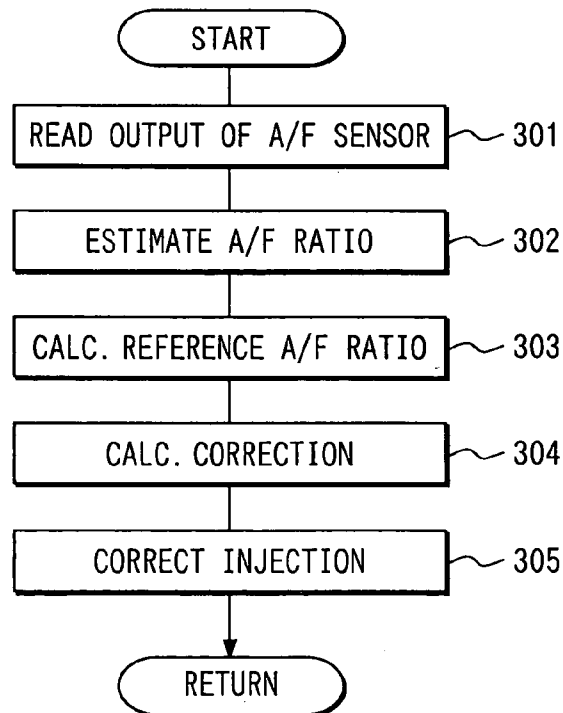 START
READ OUTPUT OF A/F SENSOR 301
ESTIMATE A/F RATIO 302
CALC. REFERENCE A/F RATIO 303
CALC. CORRECTION 304
CORRECT INJECTION 305
RETURN